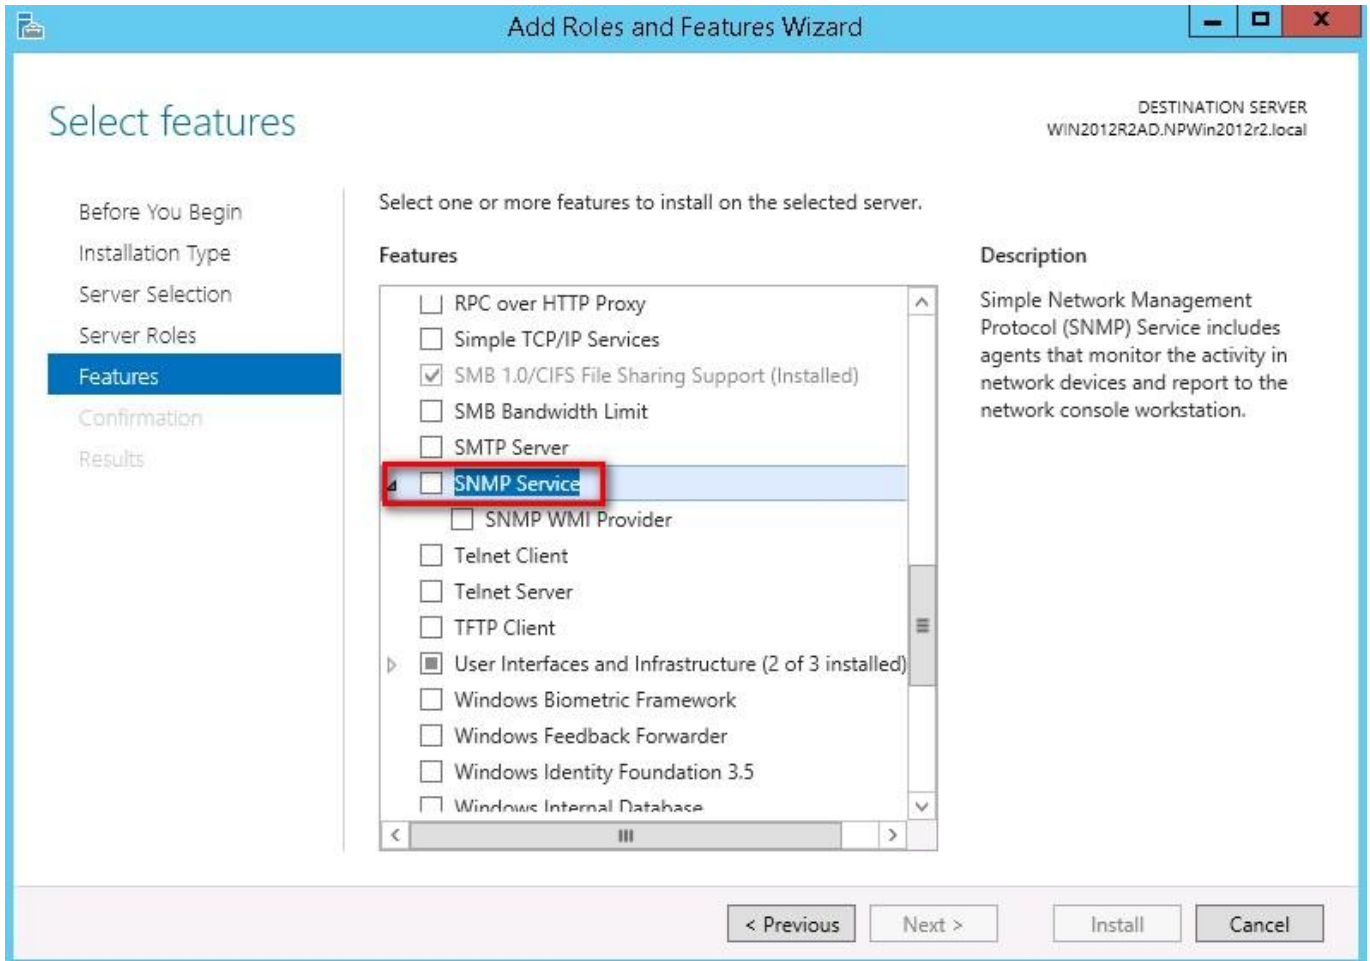 Add Roles and Features Wizard
Select features
DESTINATION SERVER
WIN2012R2AD.NPWin2012r2.local
Before You Begin
Installation Type
Server Selection
Server Roles
Features
Confirmation
Results
Select one or more features to install on the selected server.
Features
RPC over HTTP Proxy
Simple TCP/IP Services
SMB 1.0/CIFS File Sharing Support (Installed)
SMB Bandwidth Limit
SMTP Server
SNMP Service
SNMP WMI Provider
Telnet Client
Telnet Server
TFTP Client
User Interfaces and Infrastructure (2 of 3 installed)
Windows Biometric Framework
Windows Feedback Forwarder
Windows Identity Foundation 3.5
Windows Internal Database
Description
Simple Network Management
Protocol (SNMP) Service includes
agents that monitor the activity in
network devices and report to the
network console workstation.
< Previous
Next >
Install
Cancel